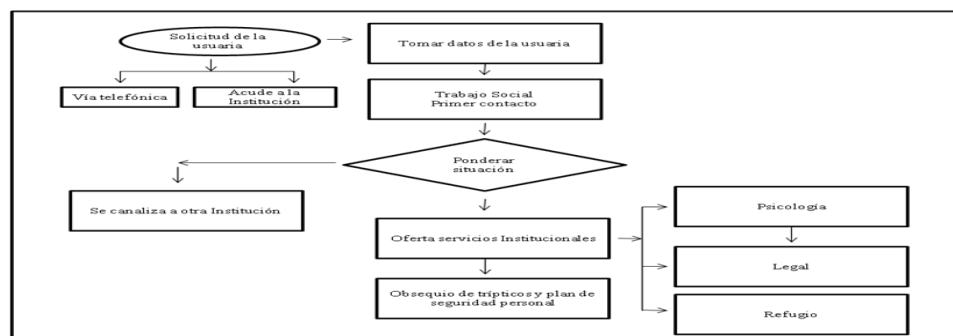 Solicitud de la
usuaria
Tomar datos de la usuaria
Vía telefónica
Acude a la
Institución
Trabajo Social
Primer contacto
Ponderar
situación
Se canaliza a otra Institución
Psicología
Oferta servicios Institucionales
Legal
Obsequio de trípticos y plan de
seguridad personal
Refugio